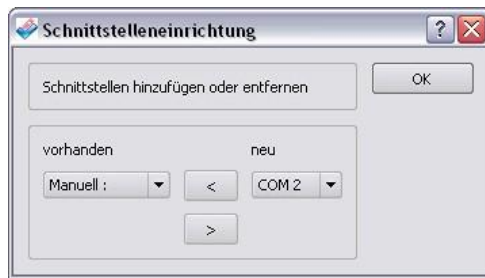 Schnittstelleneinrichtung
?
Schnittstellen hinzufügen oder entfernen
OK
vorhanden
neu
Manuell :
<
COM 2
>